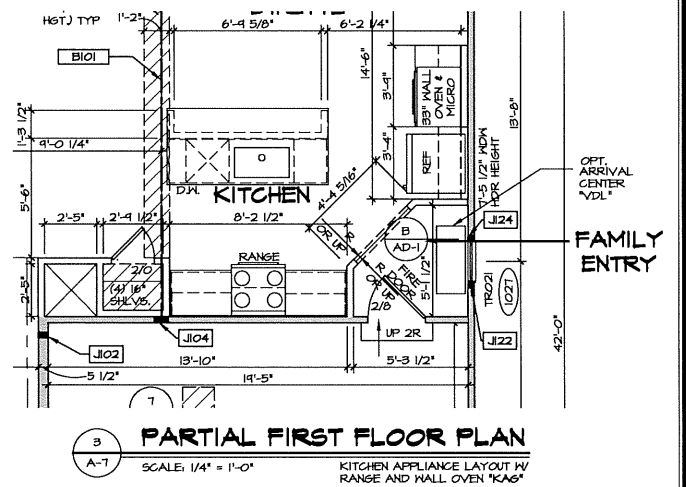 HGT.) TYP
1'-2"
6'-9 5/8"
6'-2 1/4"
B101
14'-6"
3'-9"
33" WALL
OVEN &
MICRO
1'-3 1/2"
9'-0 1/4"
3'-4"
REF
7'-5 1/2" WDW
HDR HEIGHT
13'-8"
D.W.
KITCHEN
4'-4 5/16"
OPT.
ARRIVAL
CENTER
"VDL"
5'-6"
2'-5"
2'-9 1/2"
8'-2 1/2"
R
OR UP
B
AD-1
J124
FAMILY
ENTRY
2/0
RANGE
FIRE
DOOR
R
OR UP
2/8
5'-1 1/2"
TR021
1027
2'-5"
(4) 16"
SHLVS.
UP 2R
J104
J122
J102
13'-10"
5'-3 1/2"
42'-0"
5 1/2"
19'-5"
7
3
A-7
PARTIAL FIRST FLOOR PLAN
SCALE: 1/4" = 1'-0"
KITCHEN APPLIANCE LAYOUT W/
RANGE AND WALL OVEN "KAG"